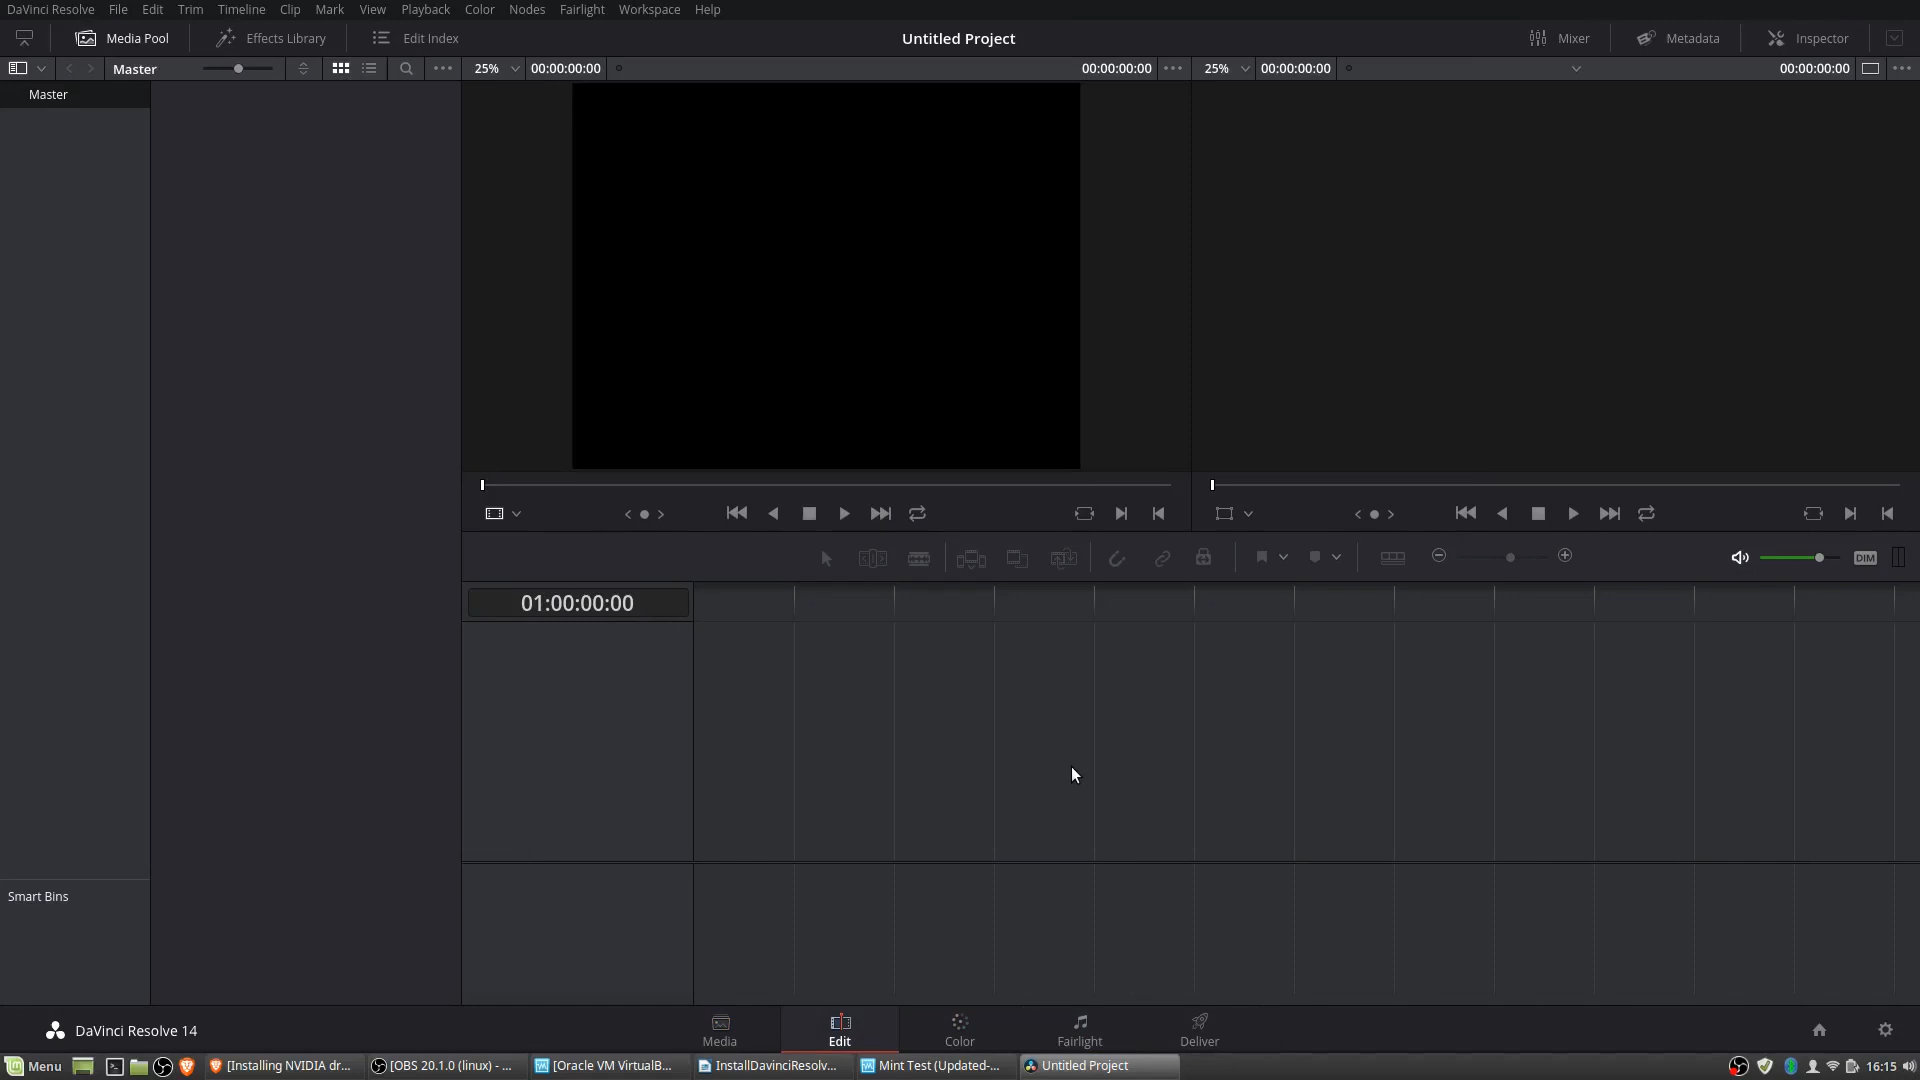 DaVinci Resolve File Edit Trim Timeline Clip Mark View Playback Color Nodes Fairlight Workspace Help
Media Pool Effects Library Edit Index Untitled Project Mixer Metadata Inspector
Master 25% 00:00:00:00 00:00:00:00 25% 00:00:00:00 00:00:00:00
Master
DIM
01:00:00:00
Smart Bins
DaVinci Resolve 14 Media Edit Color Fairlight Deliver
Menu [Installing NVIDIA dr... [OBS 20.1.0 (linux) - ... [Oracle VM VirtualB... InstallDavinciResolv... Mint Test (Updated-... Untitled Project 16:15